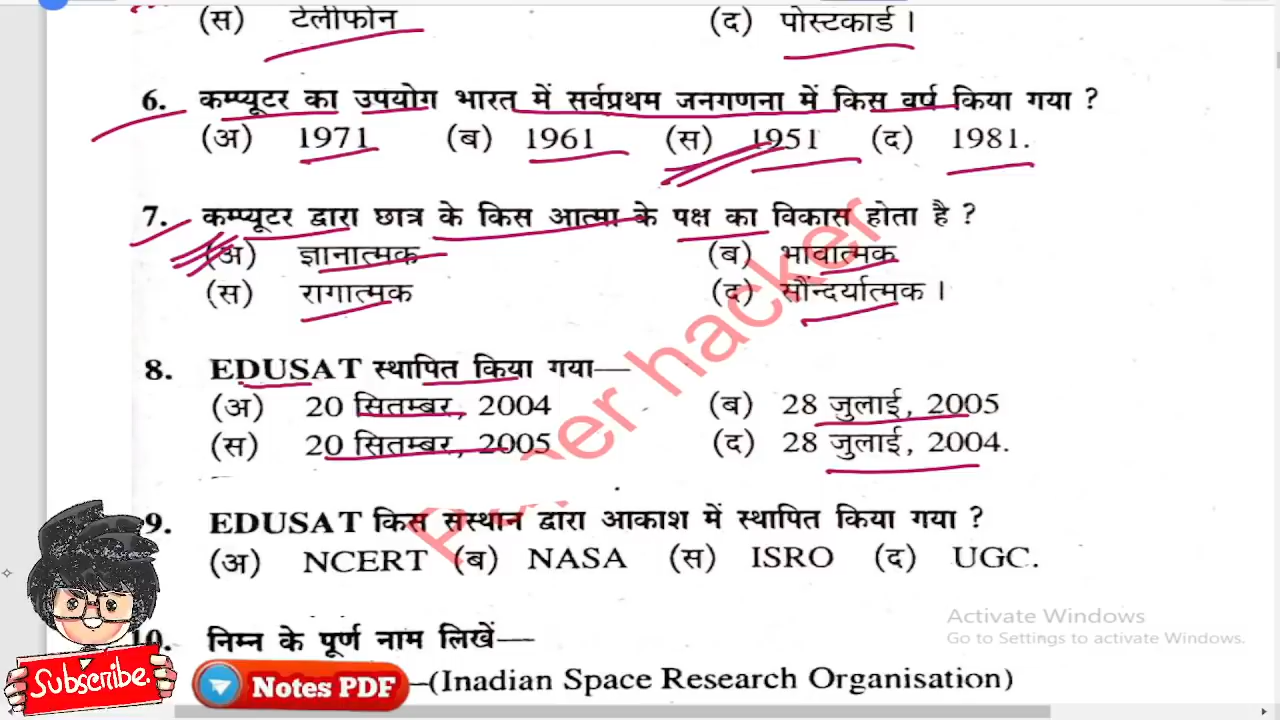 (स) टेलीफोन (द) पोस्टकार्ड।
6. कम्प्यूटर का उपयोग भारत में सर्वप्रथम जनगणना में किस वर्ष किया गया ?
(अ) 1971 (ब) 1961 (स) 1951 (द) 1981.
7. कम्प्यूटर द्वारा छात्र के किस आत्मा के पक्ष का विकास होता है ?
(अ) ज्ञानात्मक (ब) भावात्मक
(स) रागात्मक (द) सौंन्दर्यात्मक।
8. EDUSAT स्थापित किया गया—
(अ) 20 सितम्बर, 2004 (ब) 28 जुलाई, 2005
(स) 20 सितम्बर, 2005 (द) 28 जुलाई, 2004.
9. EDUSAT किस संस्थान द्वारा आकाश में स्थापित किया गया ?
(अ) NCERT (ब) NASA (स) ISRO (द) UGC.
10. निम्न के पूर्ण नाम लिखें—
–(Inadian Space Research Organisation)
hacker
Activate Windows
Go to Settings to activate Windows.
Subscribe.
Notes PDF